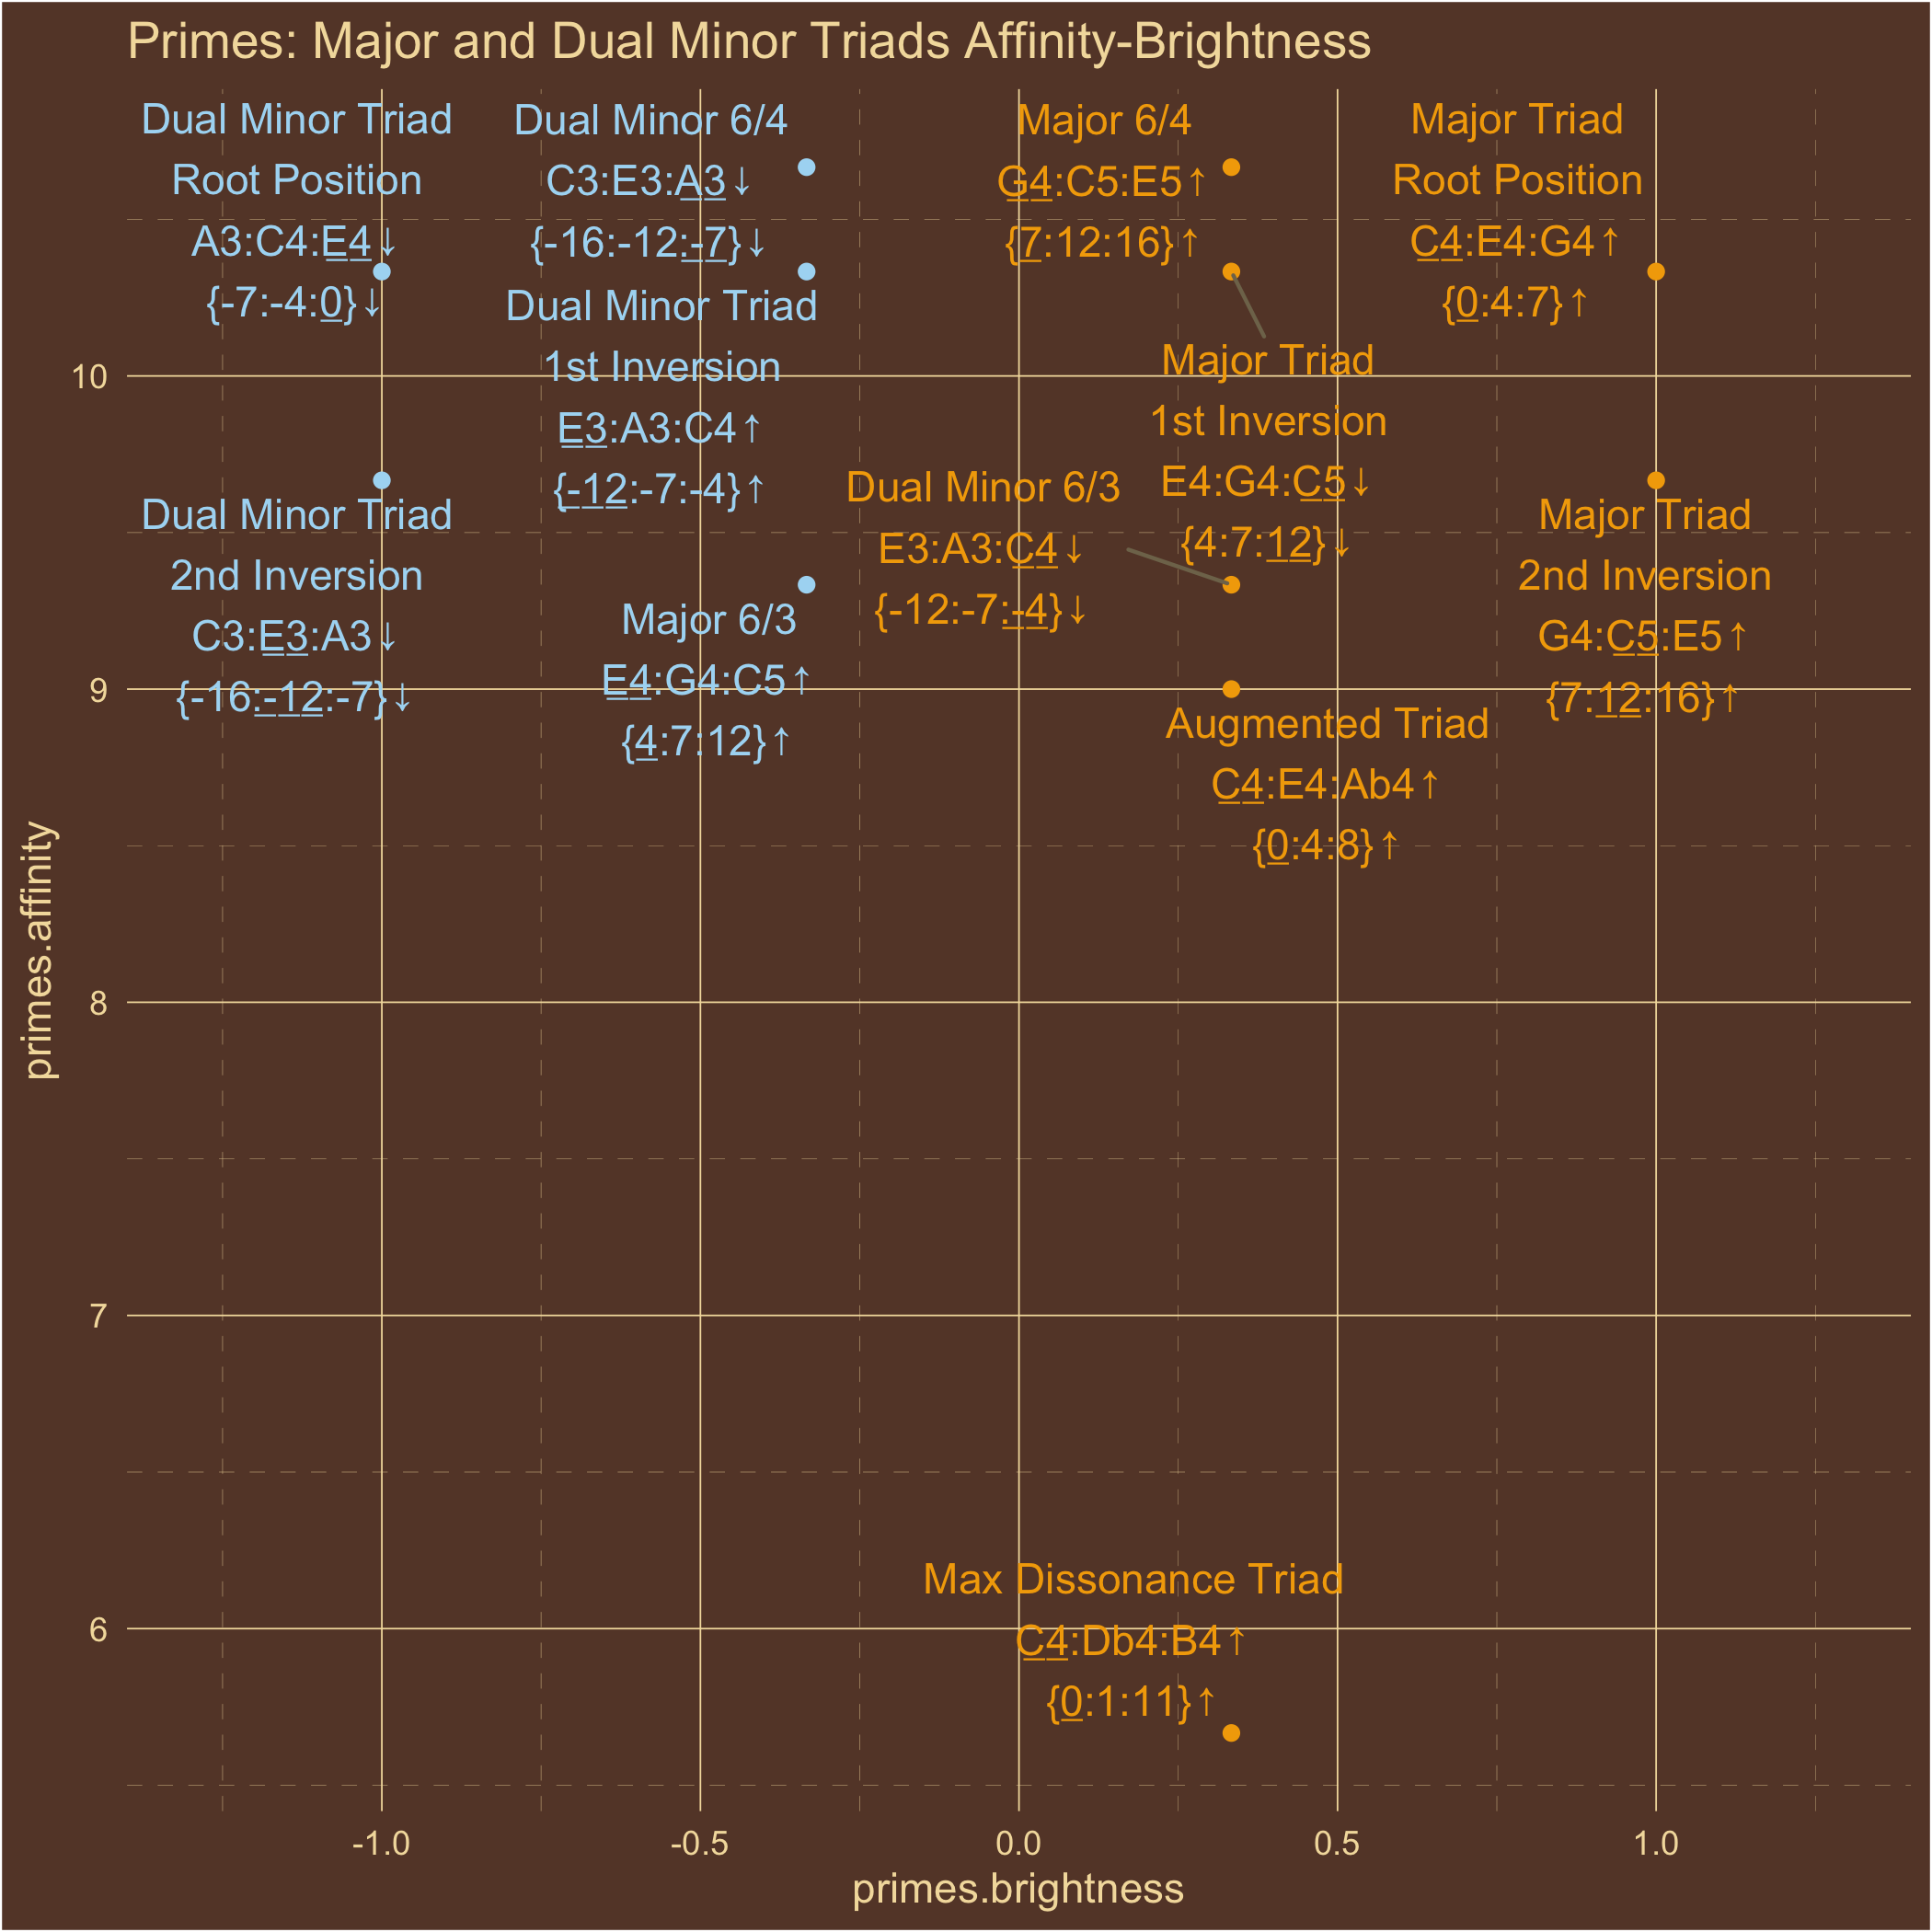 Primes: Major and Dual Minor Triads Affinity-Brightness
Dual Minor Triad
Root Position
A3:C4:E4↓
{-7:-4:0}↓
Dual Minor 6/4
C3:E3:A3↓
{-16:-12:-7}↓
Major 6/4
G4:C5:E5↑
{7:12:16}↑
Major Triad
Root Position
C4:E4:G4↑
{0:4:7}↑
Dual Minor Triad
1st Inversion
E3:A3:C4↑
{-12:-7:-4}↑
Major Triad
1st Inversion
E4:G4:C5↓
{4:7:12}↓
Dual Minor 6/3
E3:A3:C4↓
{-12:-7:-4}↓
Dual Minor Triad
2nd Inversion
C3:E3:A3↓
{-16:-12:-7}↓
Major Triad
2nd Inversion
G4:C5:E5↑
{7:12:16}↑
Major 6/3
E4:G4:C5↑
{4:7:12}↑
Augmented Triad
C4:E4:Ab4↑
{0:4:8}↑
Max Dissonance Triad
C4:Db4:B4↑
{0:1:11}↑
10
9
8
7
6
primes.affinity
-1.0
-0.5
0.0
0.5
1.0
primes.brightness